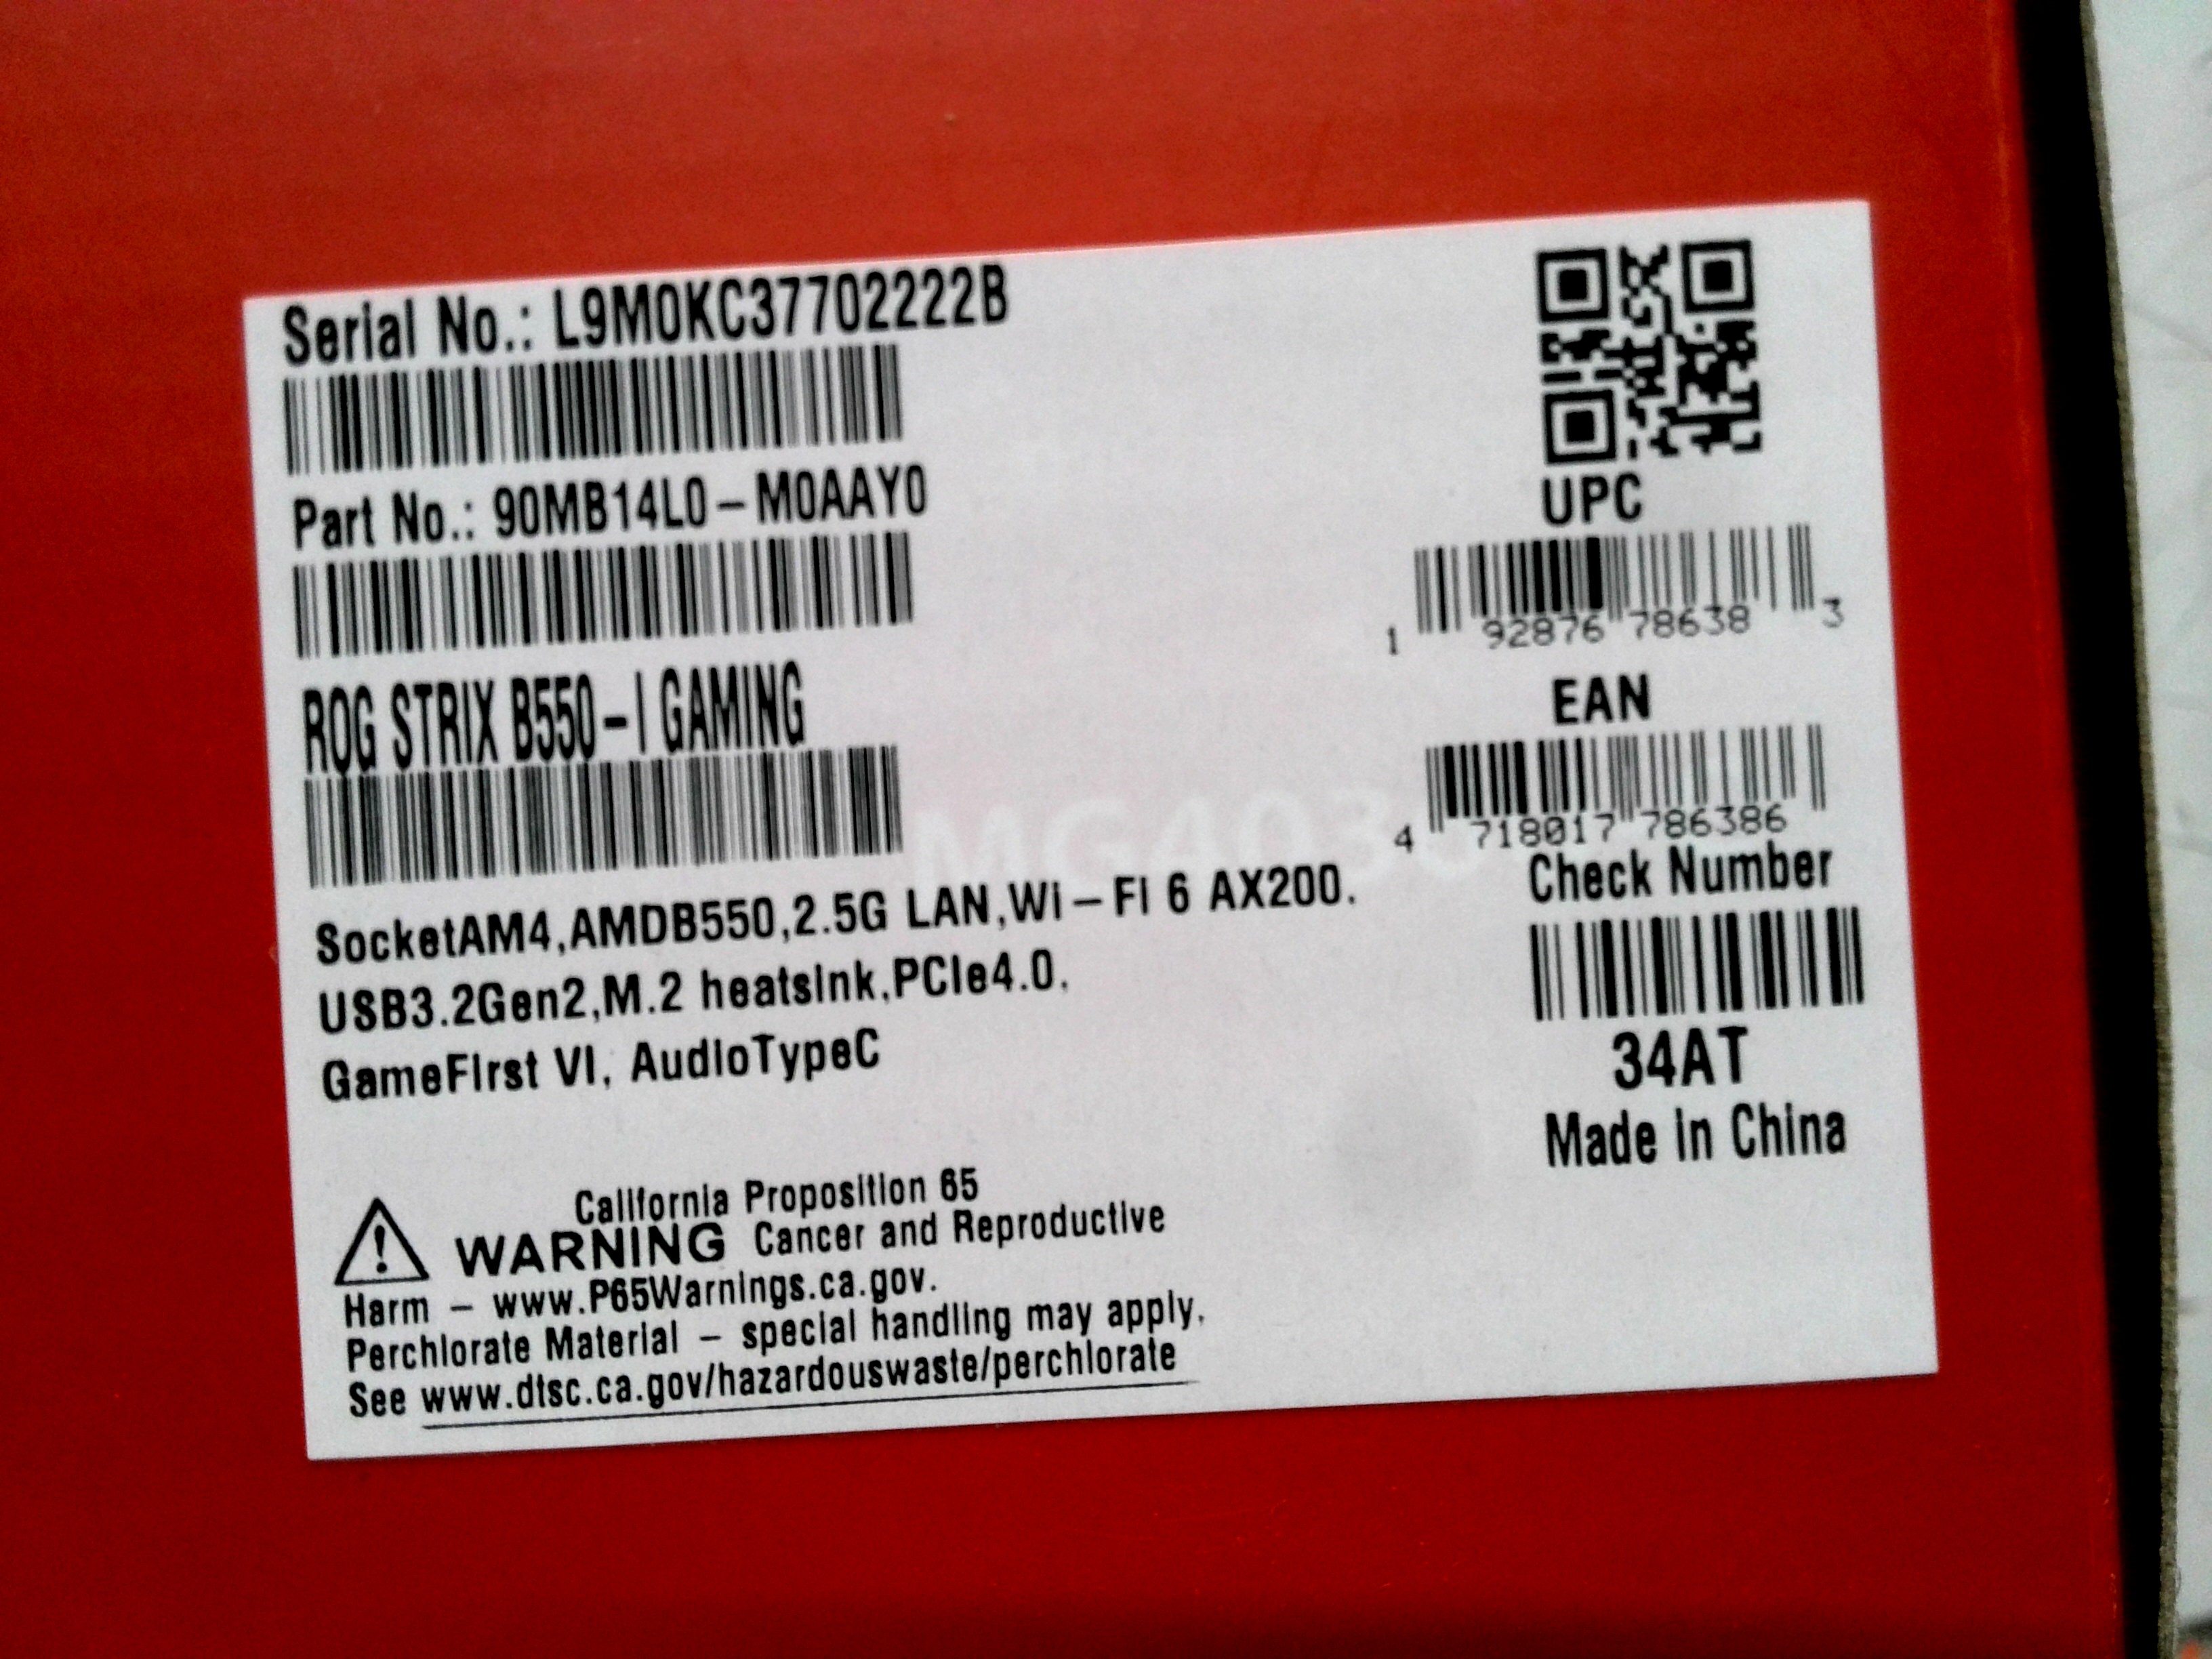 Serial No.: L9M0KC37702222B
Part No.: 90MB14L0-M0AAY0
ROG STRIX B550-I GAMING
SocketAM4,AMDB550,2.5G LAN,Wi-Fi 6 AX200.
USB3.2Gen2,M.2 heatsink,PCIe4.0,
GameFirst VI, AudioTypeC
California Proposition 65
WARNING Cancer and Reproductive
Harm - www.P65Warnings.ca.gov.
Perchlorate Material - special handling may apply.
See www.dtsc.ca.gov/hazardouswaste/perchlorate
UPC
1 92876 78638 3
EAN
4 718017 786386
Check Number
34AT
Made in China